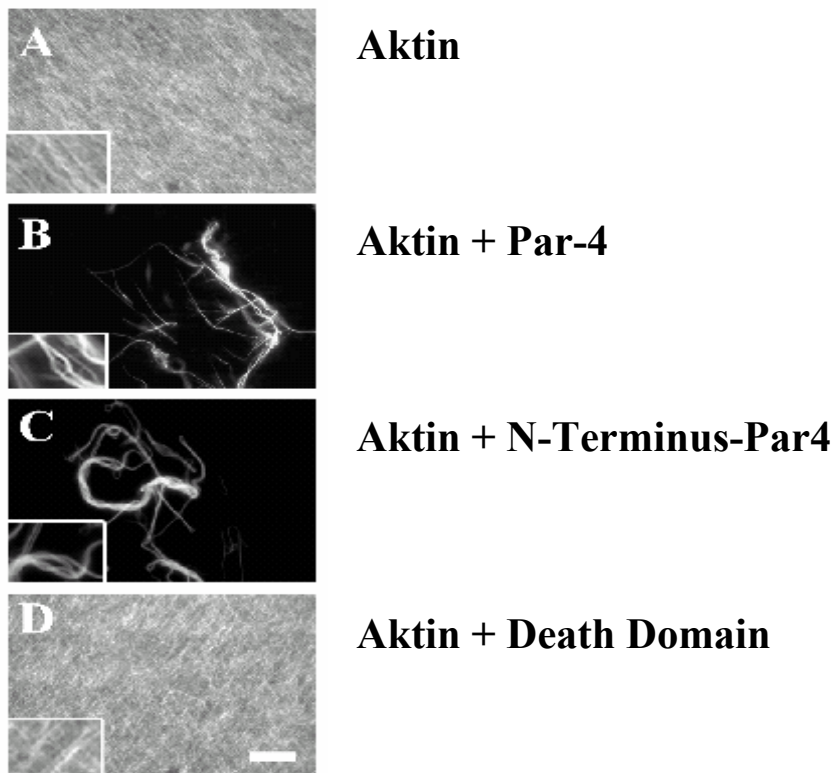 A
Aktin
B
Aktin + Par-4
C
Aktin + N-Terminus-Par4
D
Aktin + Death Domain